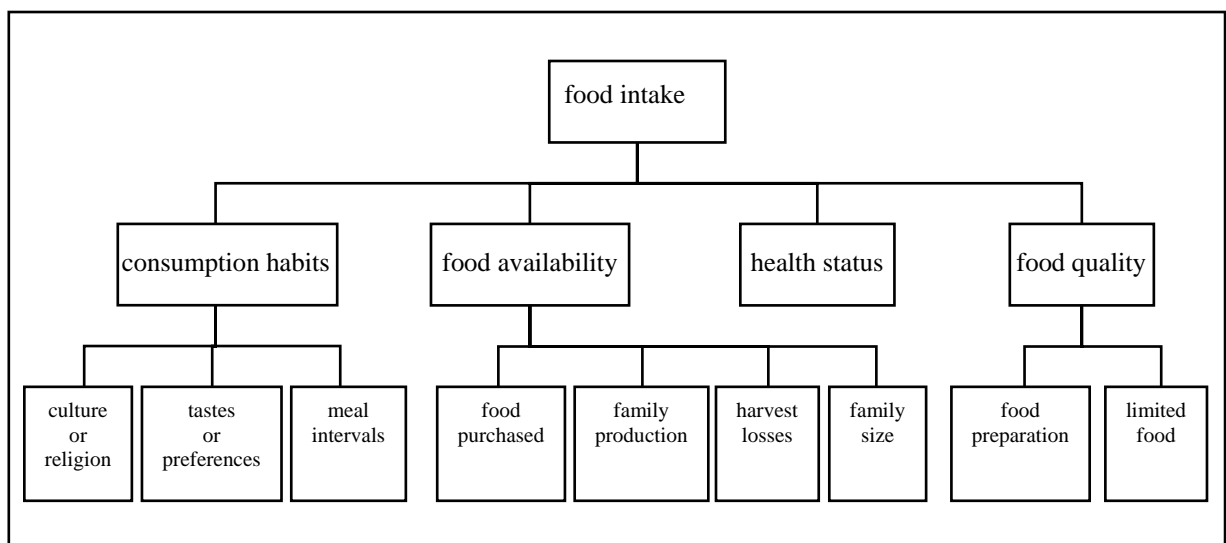 food intake
consumption habits
food availability
health status
food quality
culture
or
religion
tastes
or
preferences
meal
intervals
food
purchased
family
production
harvest
losses
family
size
food
preparation
limited
food